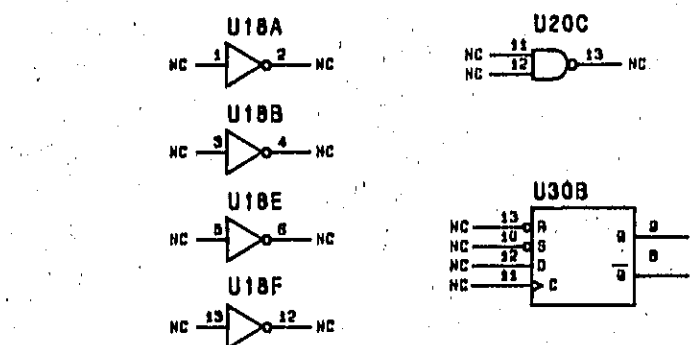 U18A
NC 1 2 NC
U18B
NC 3 4 NC
U18E
NC 5 6 NC
U18F
NC 13 12 NC
U20C
NC 11
NC 12 13 NC
U30B
NC 13 R
NC 10 S Q 9
NC 12 D
NC 11 C Q 8